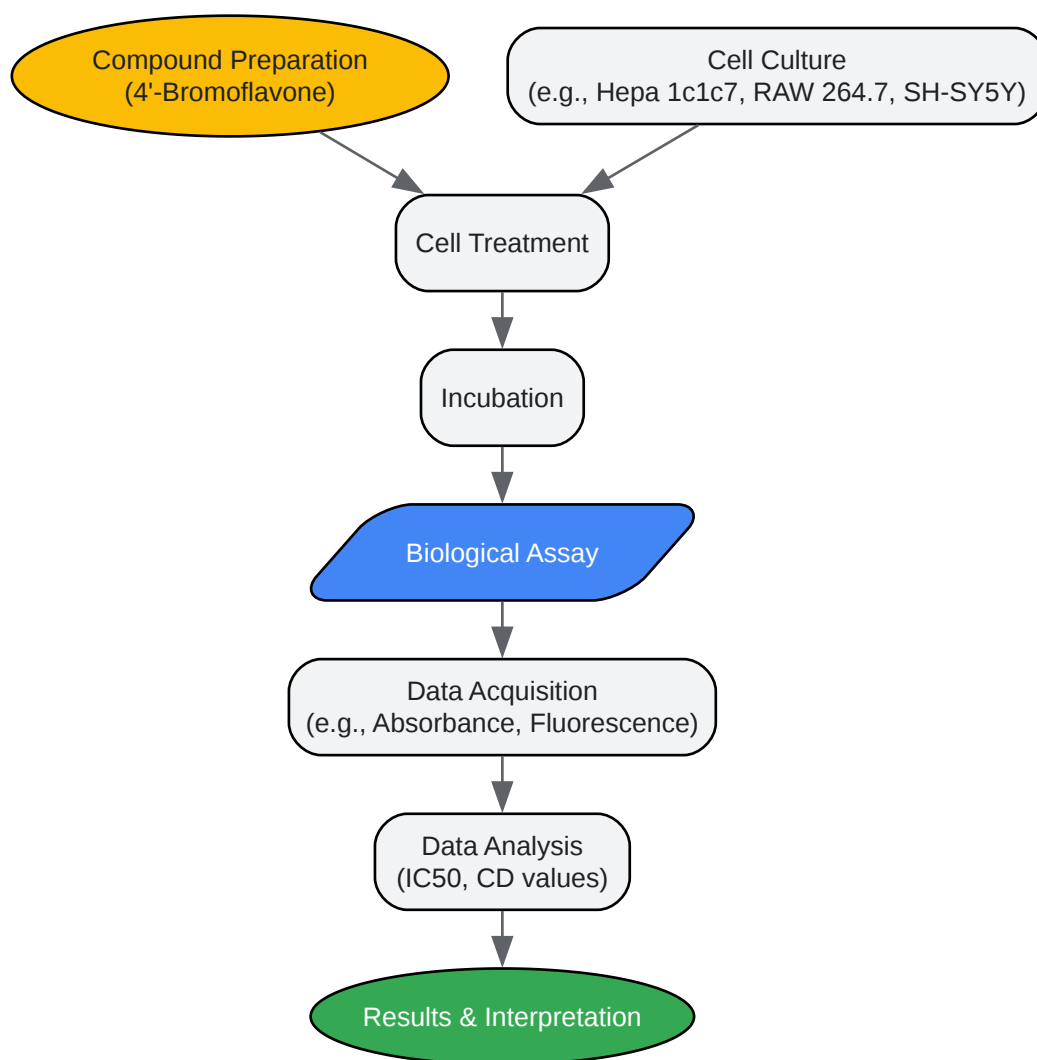 Compound Preparation
(4'-Bromoflavone)
Cell Culture
(e.g., Hepa 1c1c7, RAW 264.7, SH-SY5Y)
Cell Treatment
Incubation
Biological Assay
Data Acquisition
(e.g., Absorbance, Fluorescence)
Data Analysis
(IC50, CD values)
Results & Interpretation